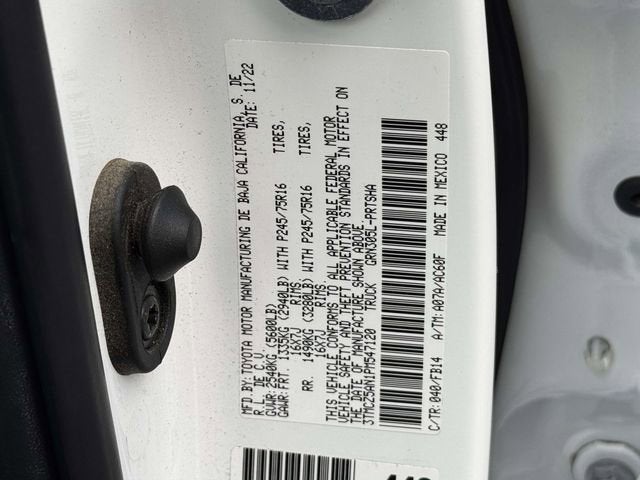 MFD.BY:TOYOTA MOTOR MANUFACTURING DE BAJA CALIFORNIA, S. DE
R.L. DE C.V. DATE: 11/22
GVWR:2540KG(5600LB)
GAWR:FRT. 1335KG (2940LB) WITH P245/75R16 TIRES,
16X7J RIMS
RR. 1490KG (3280LB) WITH P245/75R16 TIRES,
16X7J RIMS
THIS VEHICLE CONFORMS TO ALL APPLICABLE FEDERAL MOTOR
VEHICLE SAFETY AND THEFT PREVENTION STANDARDS IN EFFECT ON
THE DATE OF MANUFACTURE SHOWN ABOVE.
3TMCZ5AN1PM547120 TRUCK GRN305L-PRTSMA
C/TR:040/FB14 A/TM:A07A/AC60F MADE IN MEXICO 448